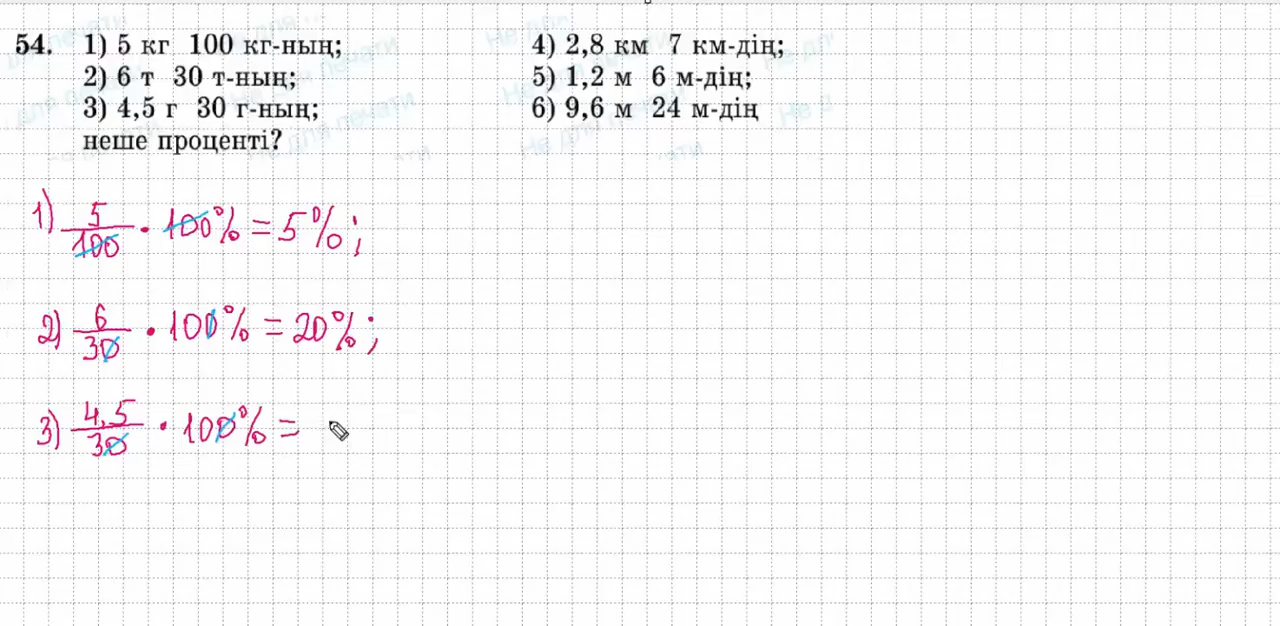 54. 1) 5 кг 100 кг-ның;
2) 6 т 30 т-ның;
3) 4,5 г 30 г-ның;
неше проценті?
4) 2,8 км 7 км-дің;
5) 1,2 м 6 м-дің;
6) 9,6 м 24 м-дің
1) 5/100 · 100% = 5%;
2) 6/30 · 100% = 20%;
3) 4,5/30 · 100% =